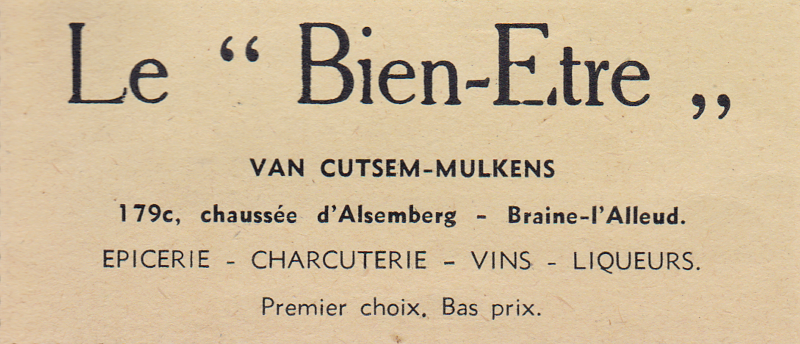 Le “ Bien-Etre „
VAN CUTSEM-MULKENS
179c, chaussée d'Alsemberg - Braine-l'Alleud.
EPICERIE - CHARCUTERIE - VINS - LIQUEURS.
Premier choix. Bas prix.